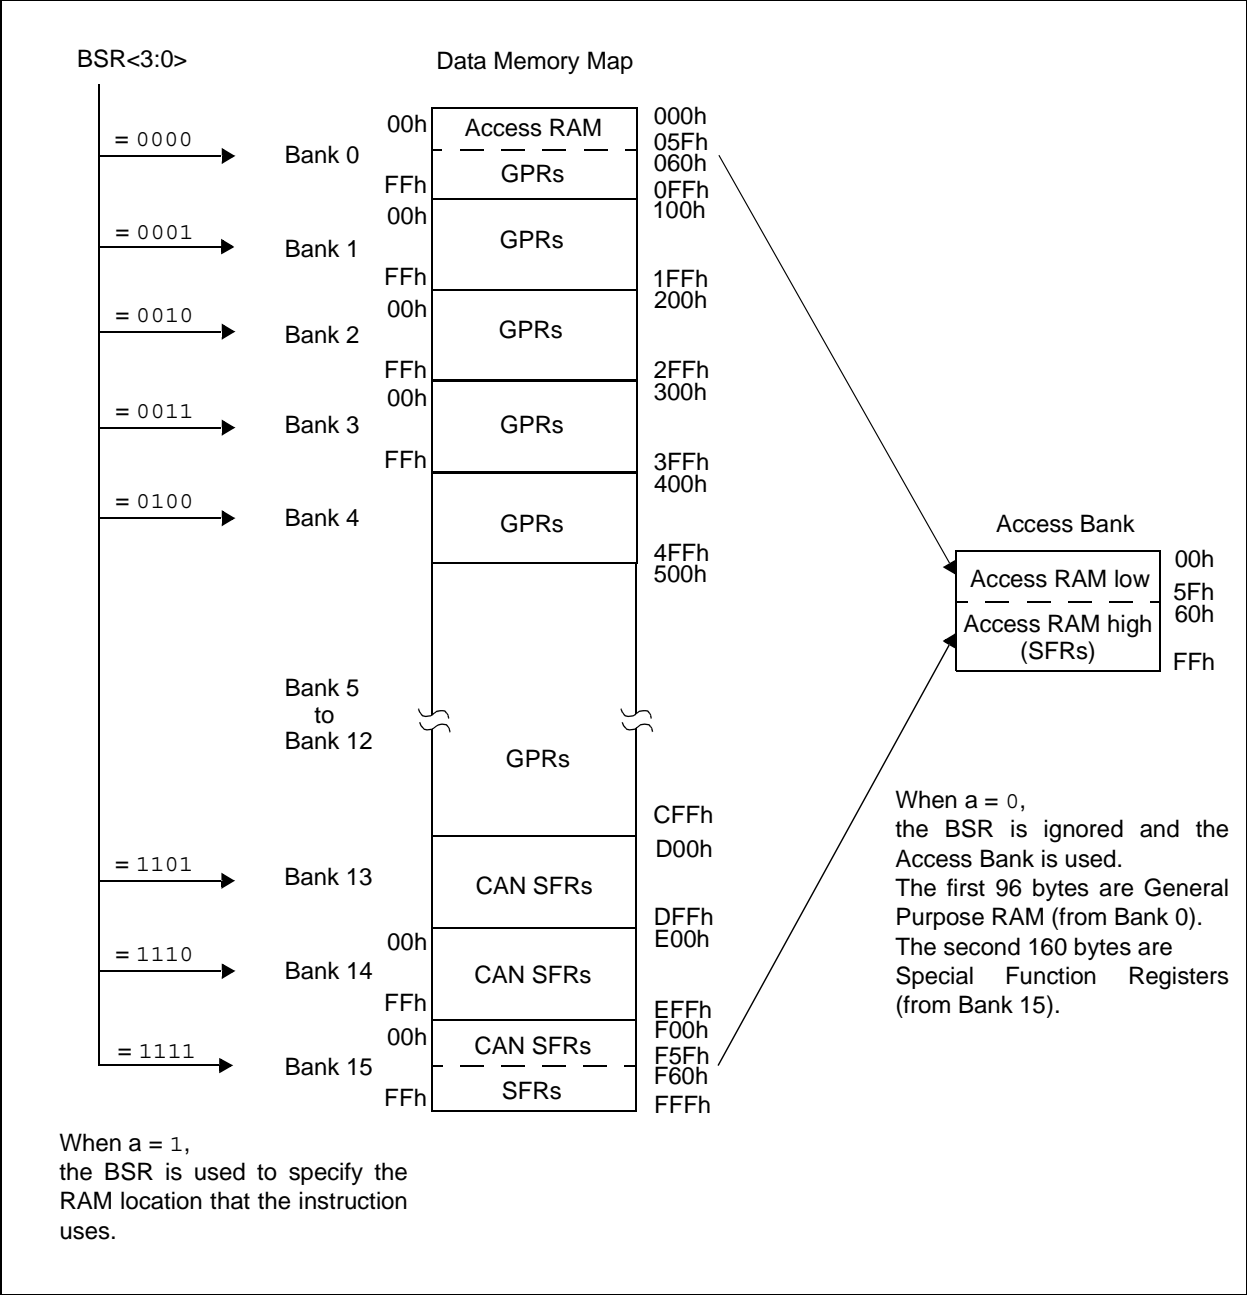 BSR<3:0>
Data Memory Map
= 0000
Bank 0
00h
Access RAM
000h
05Fh
060h
GPRs
FFh
0FFh
= 0001
Bank 1
00h
GPRs
FFh
100h
1FFh
= 0010
Bank 2
00h
GPRs
FFh
200h
2FFh
= 0011
Bank 3
00h
GPRs
FFh
300h
3FFh
= 0100
Bank 4
GPRs
400h
4FFh
500h
Bank 5
to
Bank 12
GPRs
CFFh
= 1101
Bank 13
CAN SFRs
D00h
DFFh
= 1110
Bank 14
00h
CAN SFRs
FFh
E00h
EFFh
= 1111
Bank 15
00h
CAN SFRs
F00h
F5Fh
F60h
SFRs
FFh
FFFh
Access Bank
Access RAM low
00h
5Fh
60h
Access RAM high
(SFRs)
FFh
When a = 0,
the BSR is ignored and the
Access Bank is used.
The first 96 bytes are General
Purpose RAM (from Bank 0).
The second 160 bytes are
Special Function Registers
(from Bank 15).
When a = 1,
the BSR is used to specify the
RAM location that the instruction
uses.